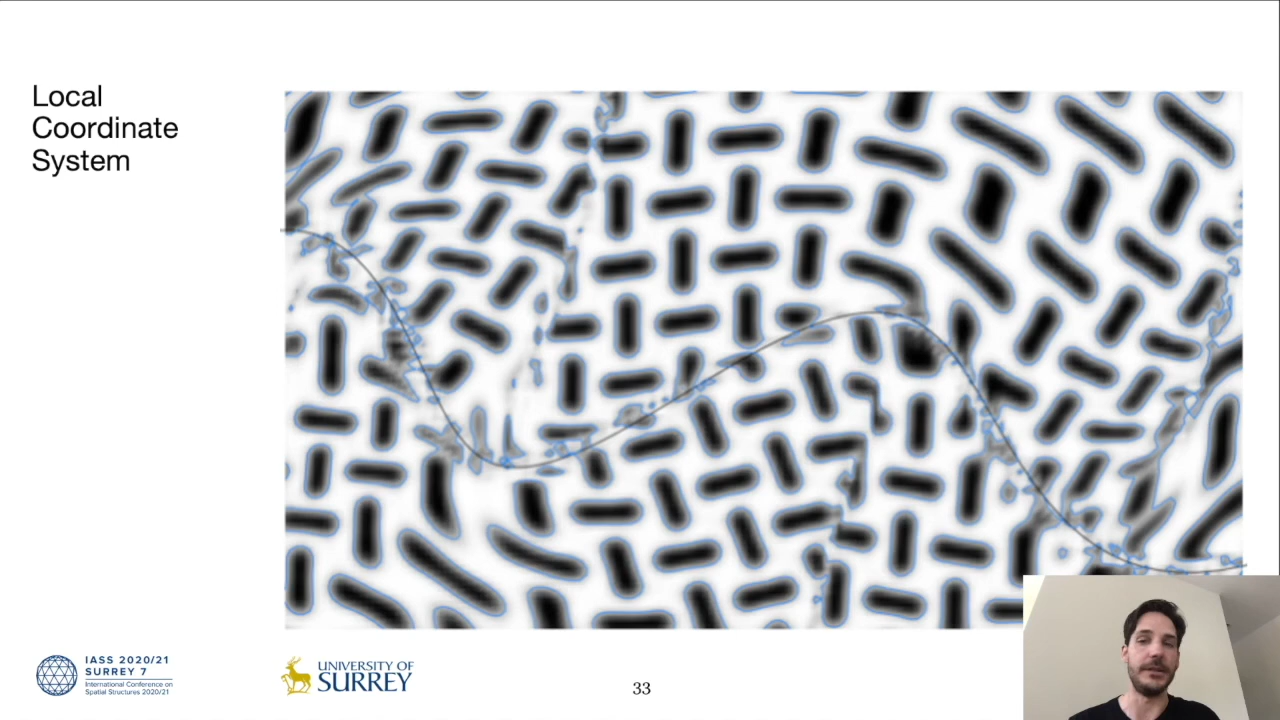 Local
Coordinate
System
IASS 2020/21
SURREY 7
International Conference on
Spatial Structures 2020/21
UNIVERSITY OF
SURREY
33